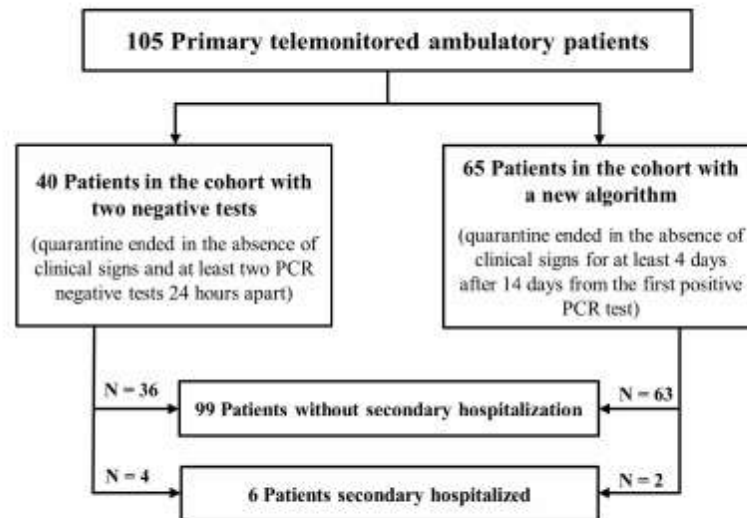 105 Primary telemonitored ambulatory patients
40 Patients in the cohort with
two negative tests
(quarantine ended in the absence of
clinical signs and at least two PCR
negative tests 24 hours apart)
65 Patients in the cohort with
a new algorithm
(quarantine ended in the absence of
clinical signs for at least 4 days
after 14 days from the first positive
PCR test)
N = 36
99 Patients without secondary hospitalization
N = 63
N = 4
6 Patients secondary hospitalized
N = 2